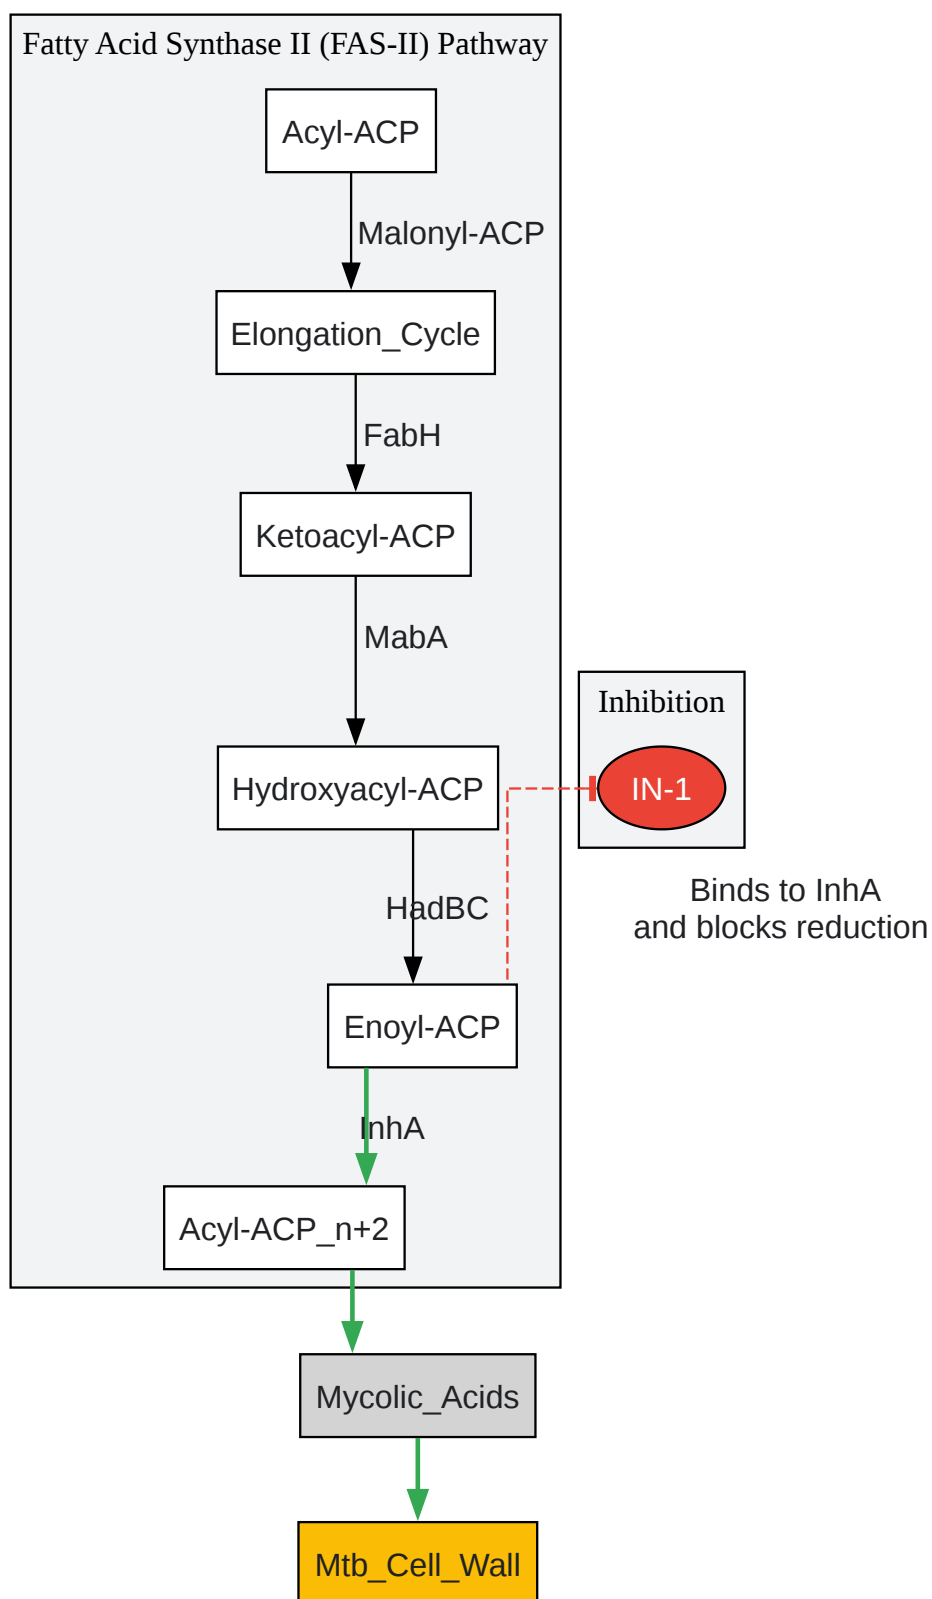 Fatty Acid Synthase II (FAS-II) Pathway
Acyl-ACP
Malonyl-ACP
Elongation_Cycle
FabH
Ketoacyl-ACP
MabA
Inhibition
Hydroxyacyl-ACP
IN-1
Binds to InhA
and blocks reduction
HadBC
Enoyl-ACP
InhA
Acyl-ACP_n+2
Mycolic_Acids
Mtb_Cell_Wall